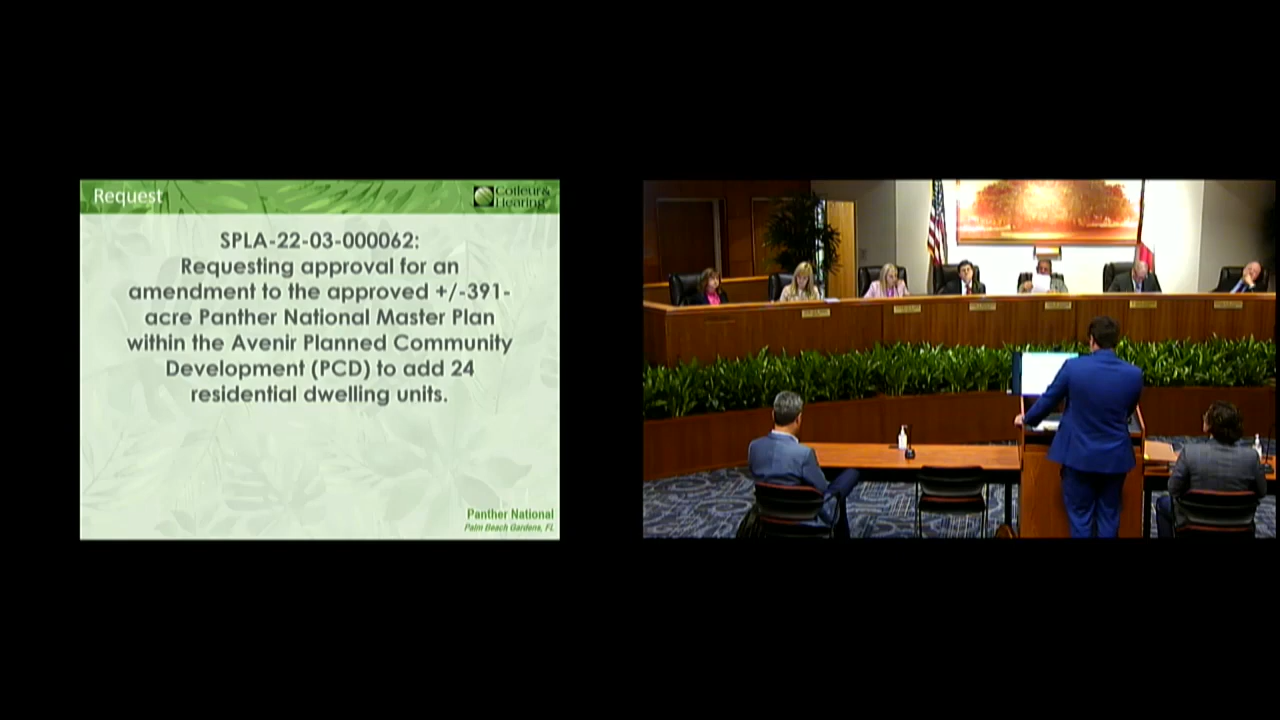 Request
Cotleur&
Hearing
SPLA-22-03-000062:
Requesting approval for an
amendment to the approved +/-391-
acre Panther National Master Plan
within the Avenir Planned Community
Development (PCD) to add 24
residential dwelling units.
Panther National
Palm Beach Gardens, FL